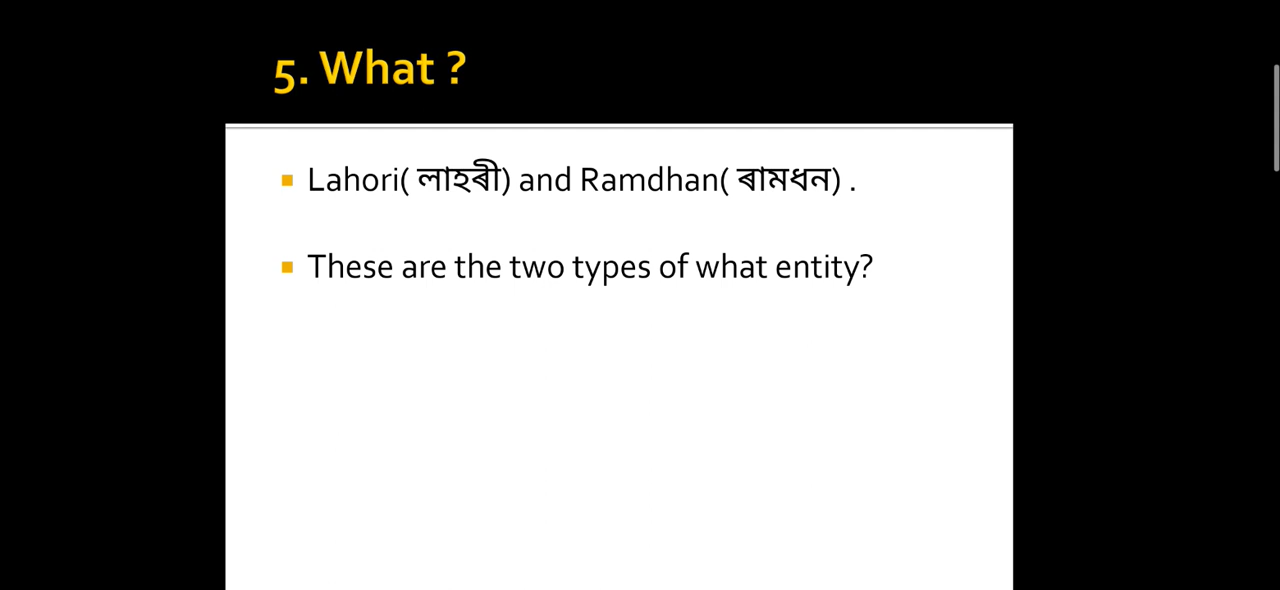 5. What ?
Lahori( লাহৰী) and Ramdhan( ৰামধন) .
These are the two types of what entity?